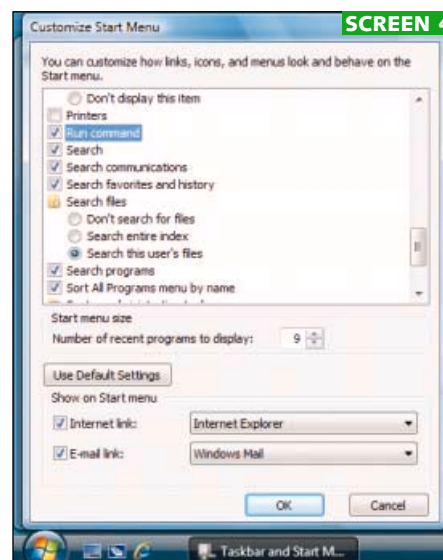 SCREEN 4
Customize Start Menu
You can customize how links, icons, and menus look and behave on the
Start menu.
Don't display this item
Printers
Run command
Search
Search communications
Search favorites and history
Search files
Don't search for files
Search entire index
Search this user's files
Search programs
Sort All Programs menu by name
Start menu size
Number of recent programs to display: 9
Use Default Settings
Show on Start menu
Internet link: Internet Explorer
E-mail link: Windows Mail
OK Cancel
Taskbar and Start M...